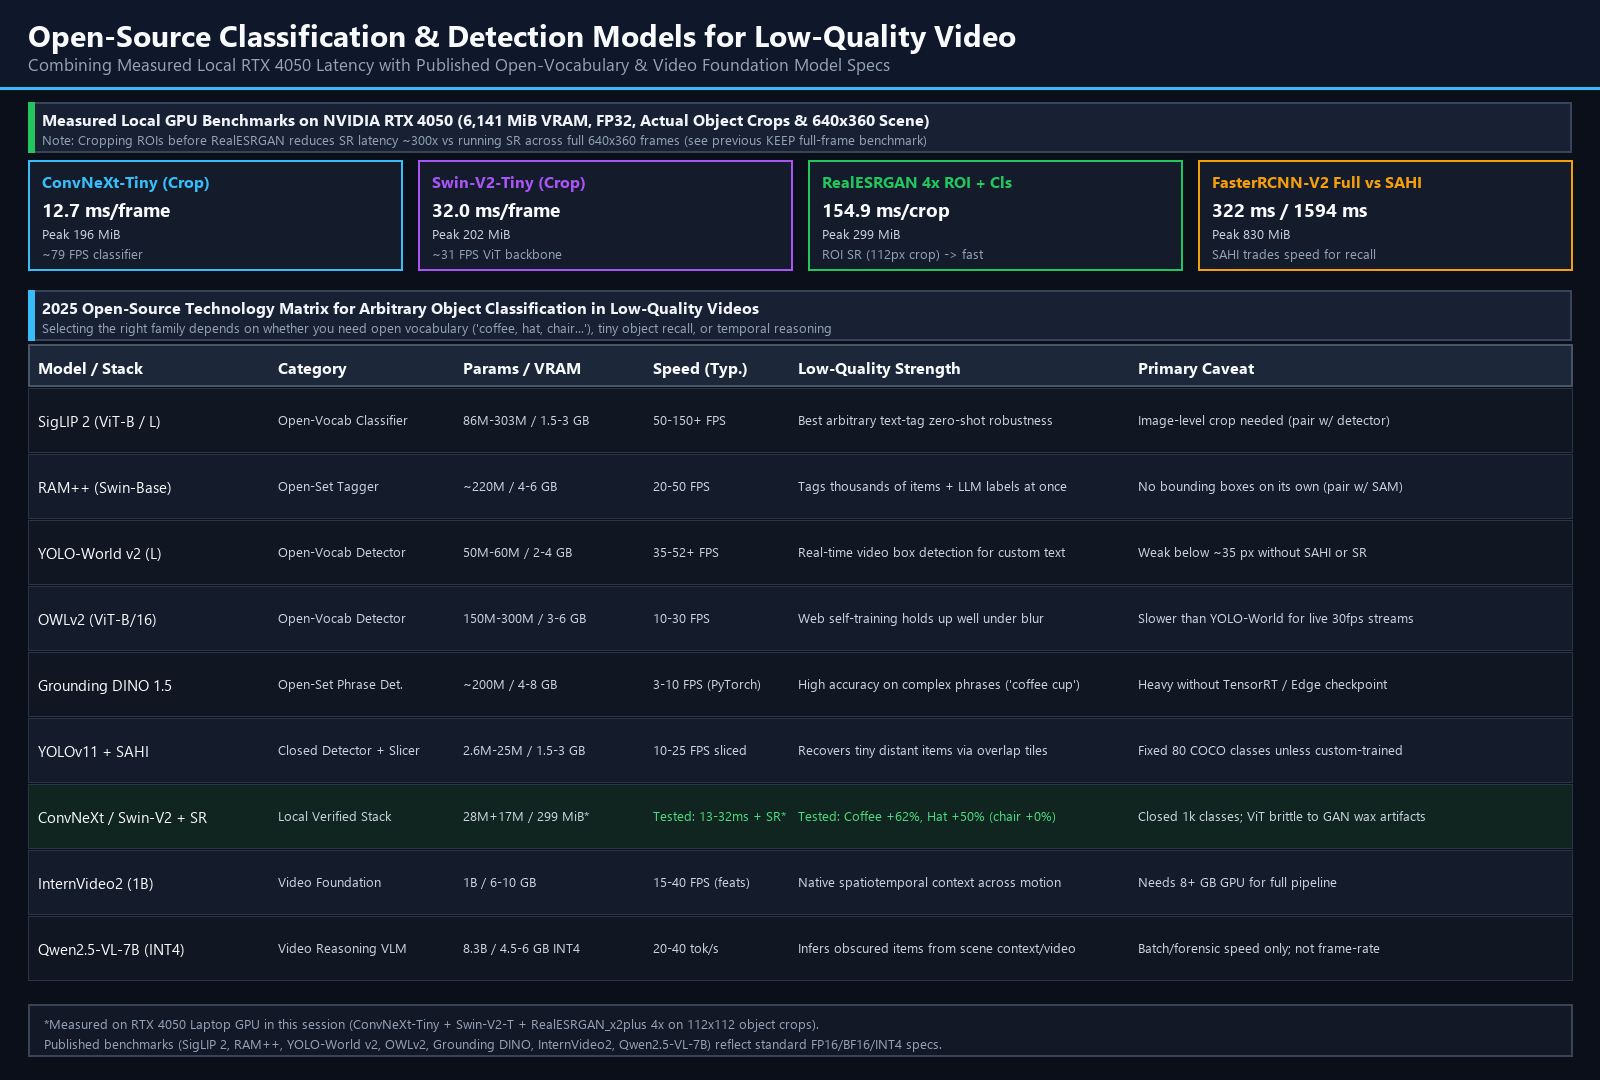 Open-Source Classification & Detection Models for Low-Quality Video
Combining Measured Local RTX 4050 Latency with Published Open-Vocabulary & Video Foundation Model Specs
Measured Local GPU Benchmarks on NVIDIA RTX 4050 (6,141 MiB VRAM, FP32, Actual Object Crops & 640x360 Scene)
Note: Cropping ROIs before RealESRGAN reduces SR latency ~300x vs running SR across full 640x360 frames (see previous KEEP full-frame benchmark)
ConvNeXt-Tiny (Crop)
12.7 ms/frame
Peak 196 MiB
~79 FPS classifier
Swin-V2-Tiny (Crop)
32.0 ms/frame
Peak 202 MiB
~31 FPS ViT backbone
RealESRGAN 4x ROI + Cls
154.9 ms/crop
Peak 299 MiB
ROI SR (112px crop) -> fast
FasterRCNN-V2 Full vs SAHI
322 ms / 1594 ms
Peak 830 MiB
SAHI trades speed for recall
2025 Open-Source Technology Matrix for Arbitrary Object Classification in Low-Quality Videos
Selecting the right family depends on whether you need open vocabulary ('coffee, hat, chair...'), tiny object recall, or temporal reasoning
Model / Stack Category Params / VRAM Speed (Typ.) Low-Quality Strength Primary Caveat
SigLIP 2 (ViT-B / L) Open-Vocab Classifier 86M-303M / 1.5-3 GB 50-150+ FPS Best arbitrary text-tag zero-shot robustness Image-level crop needed (pair w/ detector)
RAM++ (Swin-Base) Open-Set Tagger ~220M / 4-6 GB 20-50 FPS Tags thousands of items + LLM labels at once No bounding boxes on its own (pair w/ SAM)
YOLO-World v2 (L) Open-Vocab Detector 50M-60M / 2-4 GB 35-52+ FPS Real-time video box detection for custom text Weak below ~35 px without SAHI or SR
OWLv2 (ViT-B/16) Open-Vocab Detector 150M-300M / 3-6 GB 10-30 FPS Web self-training holds up well under blur Slower than YOLO-World for live 30fps streams
Grounding DINO 1.5 Open-Set Phrase Det. ~200M / 4-8 GB 3-10 FPS (PyTorch) High accuracy on complex phrases ('coffee cup') Heavy without TensorRT / Edge checkpoint
YOLOv11 + SAHI Closed Detector + Slicer 2.6M-25M / 1.5-3 GB 10-25 FPS sliced Recovers tiny distant items via overlap tiles Fixed 80 COCO classes unless custom-trained
ConvNeXt / Swin-V2 + SR Local Verified Stack 28M+17M / 299 MiB* Tested: 13-32ms + SR* Tested: Coffee +62%, Hat +50% (chair +0%) Closed 1k classes; ViT brittle to GAN wax artifacts
InternVideo2 (1B) Video Foundation 1B / 6-10 GB 15-40 FPS (feats) Native spatiotemporal context across motion Needs 8+ GB GPU for full pipeline
Qwen2.5-VL-7B (INT4) Video Reasoning VLM 8.3B / 4.5-6 GB INT4 20-40 tok/s Infers obscured items from scene context/video Batch/forensic speed only; not frame-rate
*Measured on RTX 4050 Laptop GPU in this session (ConvNeXt-Tiny + Swin-V2-T + RealESRGAN_x2plus 4x on 112x112 object crops).
Published benchmarks (SigLIP 2, RAM++, YOLO-World v2, OWLv2, Grounding DINO, InternVideo2, Qwen2.5-VL-7B) reflect standard FP16/BF16/INT4 specs.